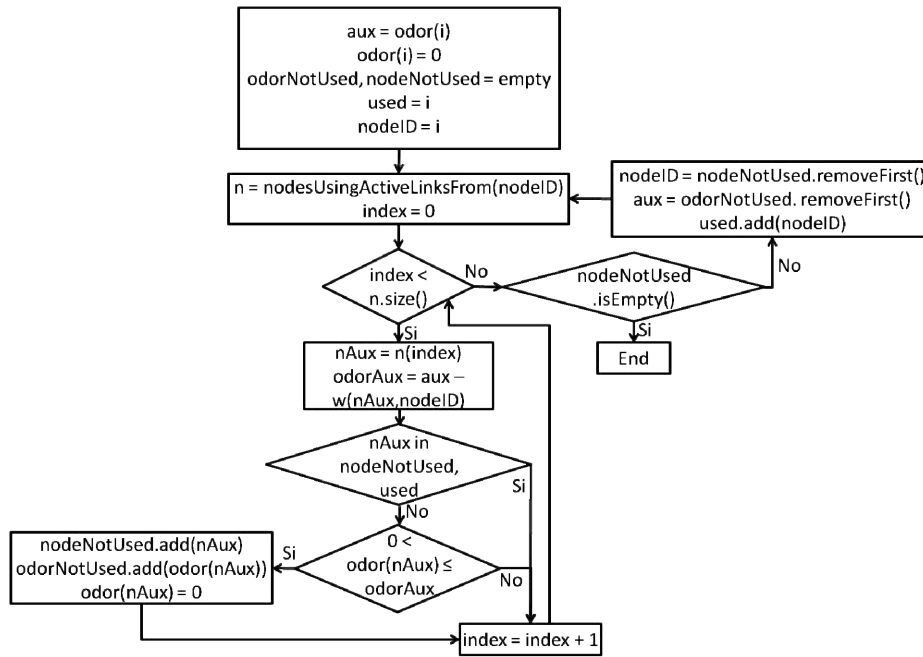 aux = odor(i)
odor(i) = 0
odorNotUsed, nodeNotUsed = empty
used = i
nodeID = i
n = nodesUsingActiveLinksFrom(nodeID)
index = 0
nodeID = nodeNotUsed.removeFirst()
aux = odorNotUsed. removeFirst()
used.add(nodeID)
index <
n.size()
No
nodeNotUsed
.isEmpty()
No
Si
Si
End
nAux = n(index)
odorAux = aux –
w(nAux,nodeID)
nAux in
nodeNotUsed,
used
Si
No
0 <
odor(nAux) ≤
odorAux
Si
No
nodeNotUsed.add(nAux)
odorNotUsed.add(odor(nAux))
odor(nAux) = 0
index = index + 1